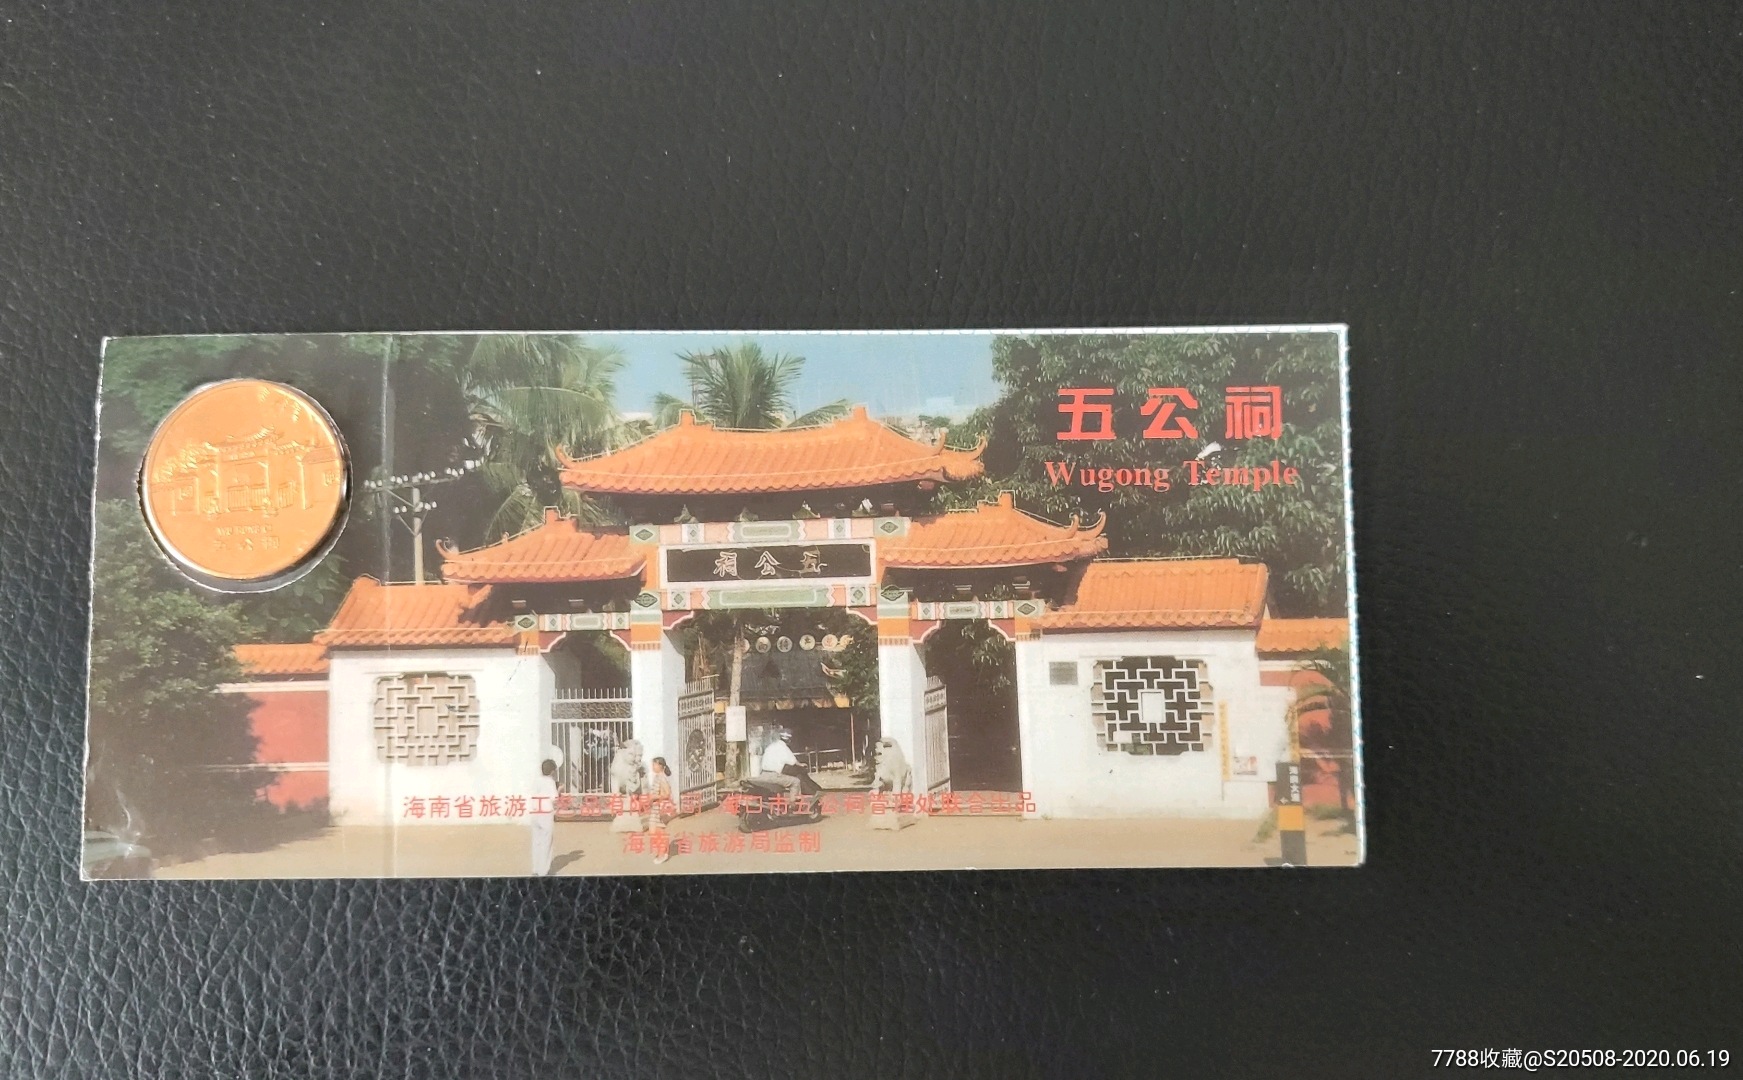 五公祠
Wugong Temple
五公祠
WUGONGCI
五公祠
海南省旅游工艺品有限公司 海口市五公祠管理处联合出品
海南省旅游局监制
7788收藏@S20508-2020.06.19